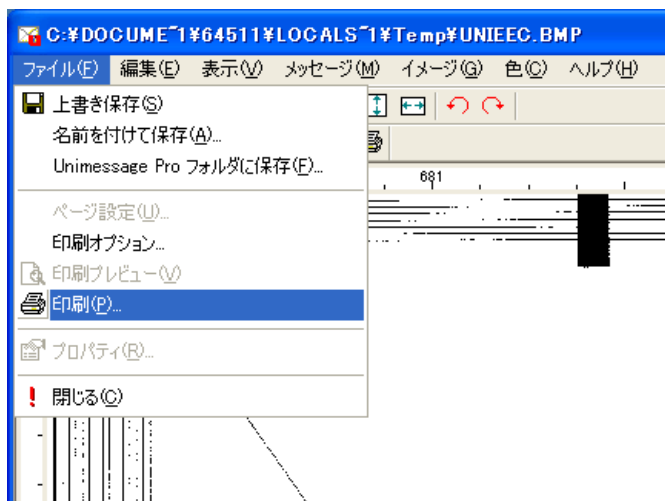 C:¥DOCUME~1¥64511¥LOCALS~1¥Temp¥UNIEEC.BMP
ファイル(F) 編集(E) 表示(V) メッセージ(M) イメージ(G) 色(C) ヘルプ(H)
上書き保存(S)
名前を付けて保存(A)...
Unimessage Pro フォルダに保存(F)...
681
ページ設定(U)...
印刷オプション...
印刷プレビュー(V)
印刷(P)...
プロパティ(R)...
閉じる(C)